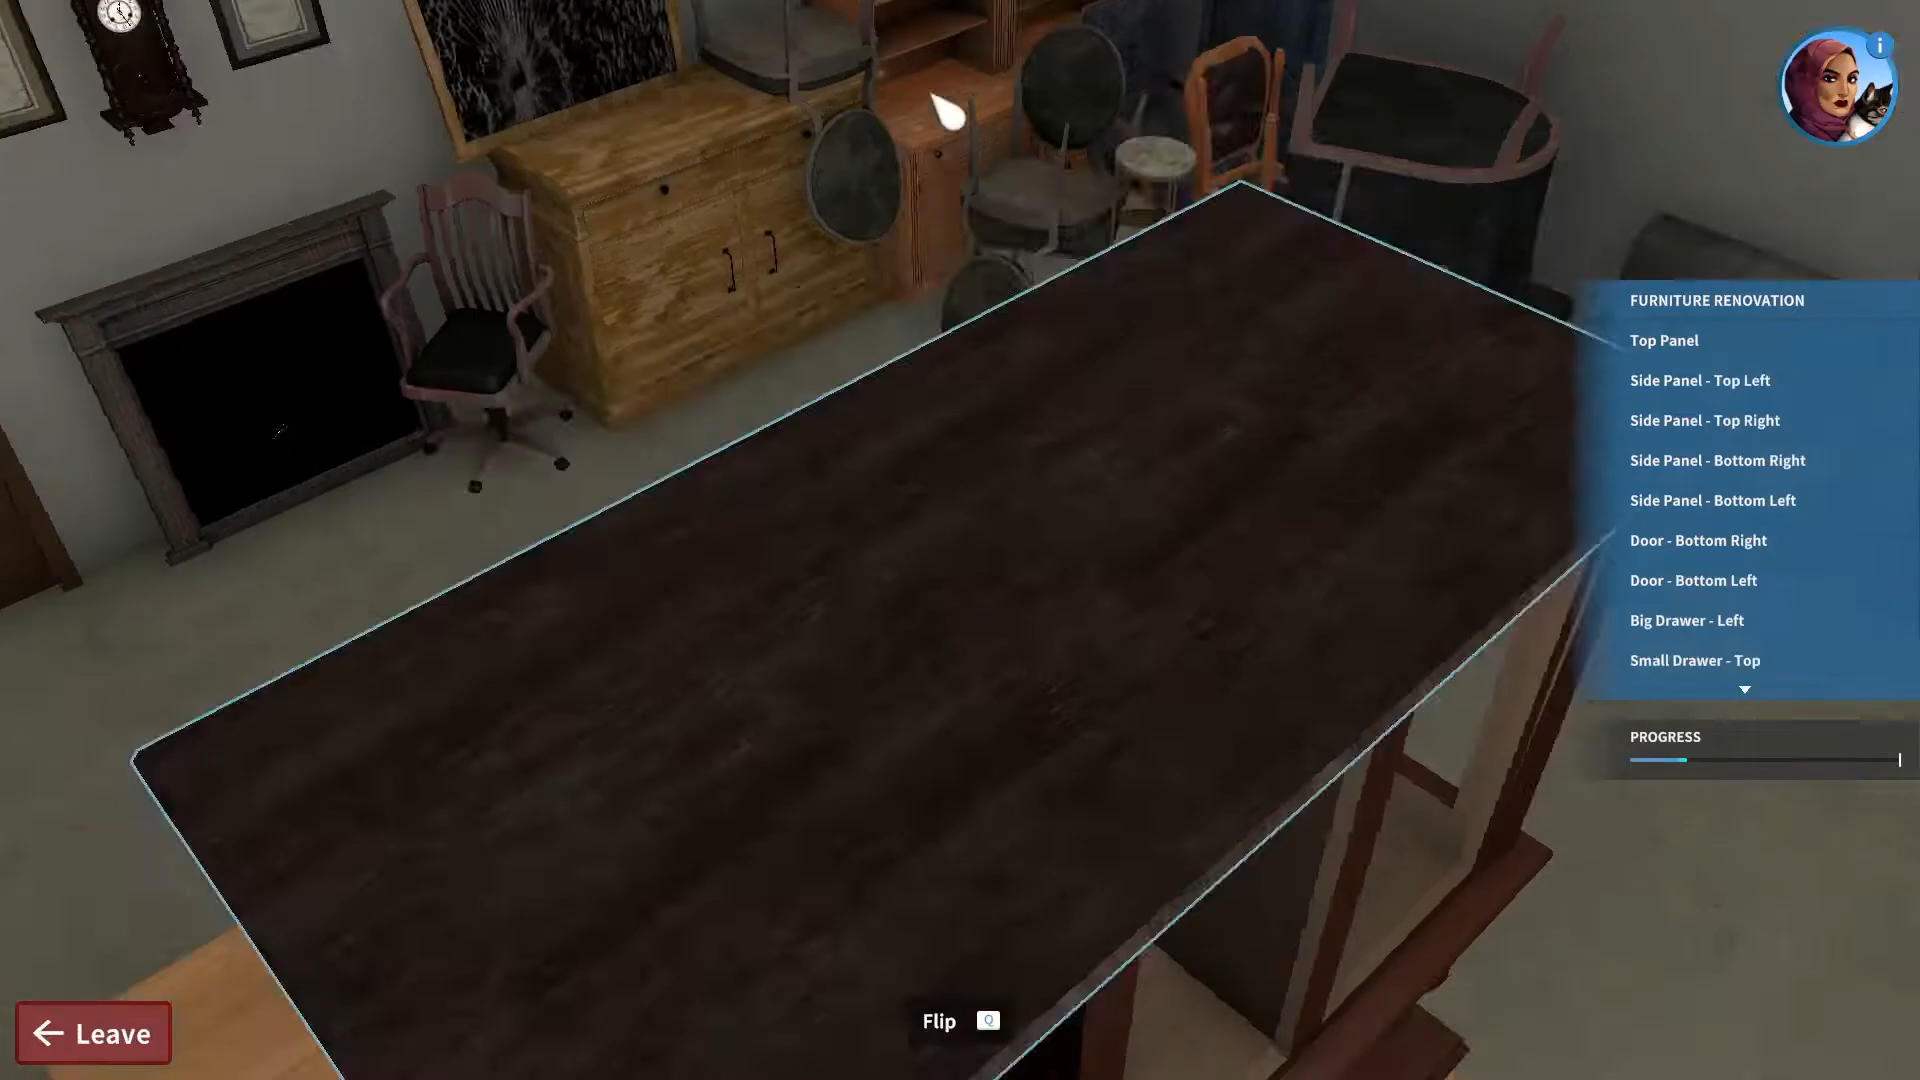 i
FURNITURE RENOVATION
Top Panel
Side Panel - Top Left
Side Panel - Top Right
Side Panel - Bottom Right
Side Panel - Bottom Left
Door - Bottom Right
Door - Bottom Left
Big Drawer - Left
Small Drawer - Top
PROGRESS
Flip Q
← Leave